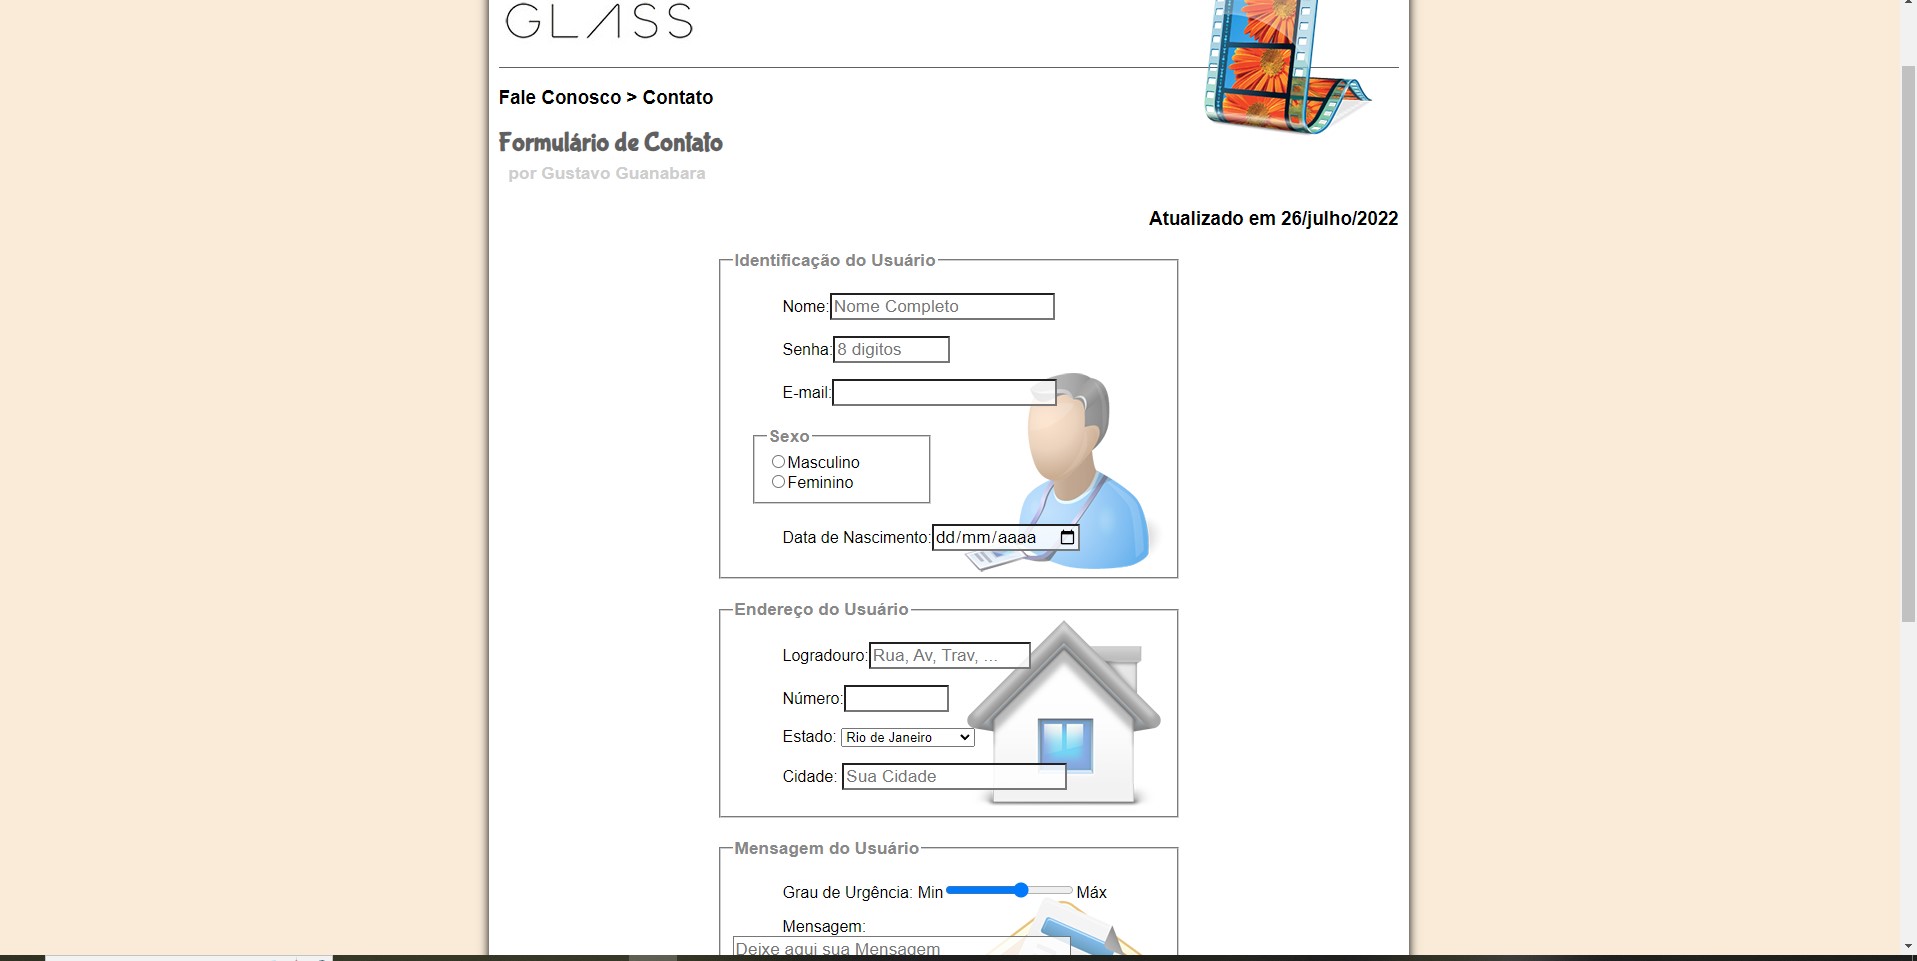 GLASS
Fale Conosco > Contato
Formulário de Contato
por Gustavo Guanabara
Atualizado em 26/julho/2022
Identificação do Usuário
Nome: Nome Completo
Senha: 8 digitos
E-mail:
Sexo
Masculino
Feminino
Data de Nascimento: dd/mm/aaaa
Endereço do Usuário
Logradouro: Rua, Av, Trav, ...
Número:
Estado: Rio de Janeiro
Cidade: Sua Cidade
Mensagem do Usuário
Grau de Urgência: Min Máx
Mensagem:
Deixe aqui sua Mensagem